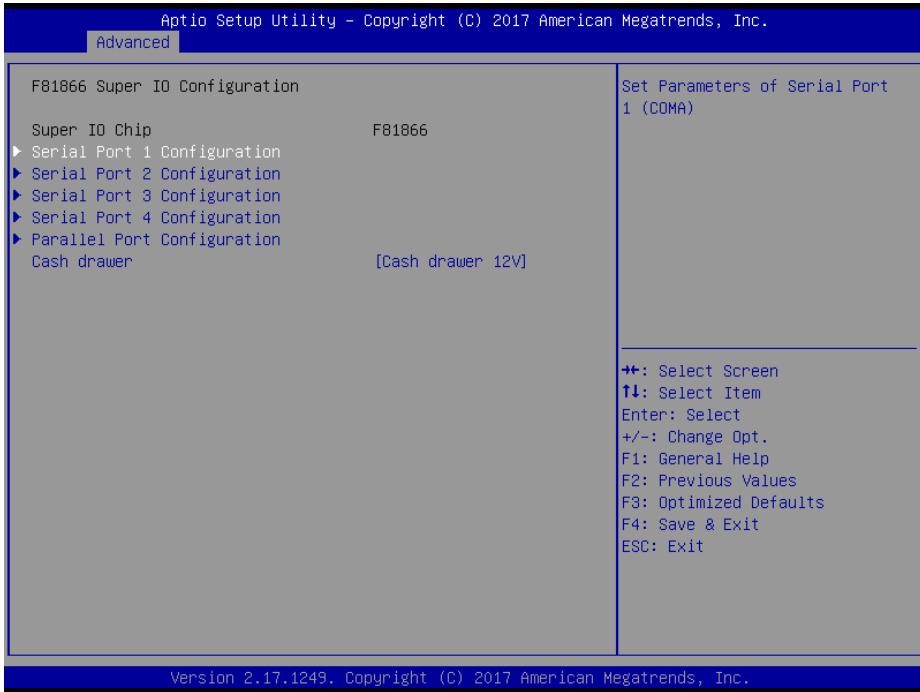 Aptio Setup Utility – Copyright (C) 2017 American Megatrends, Inc.
Advanced
F81866 Super IO Configuration
Super IO Chip F81866
Serial Port 1 Configuration
Serial Port 2 Configuration
Serial Port 3 Configuration
Serial Port 4 Configuration
Parallel Port Configuration
Cash drawer [Cash drawer 12V]
Set Parameters of Serial Port
1 (COMA)
→←: Select Screen
↑↓: Select Item
Enter: Select
+/-: Change Opt.
F1: General Help
F2: Previous Values
F3: Optimized Defaults
F4: Save & Exit
ESC: Exit
Version 2.17.1249. Copyright (C) 2017 American Megatrends, Inc.